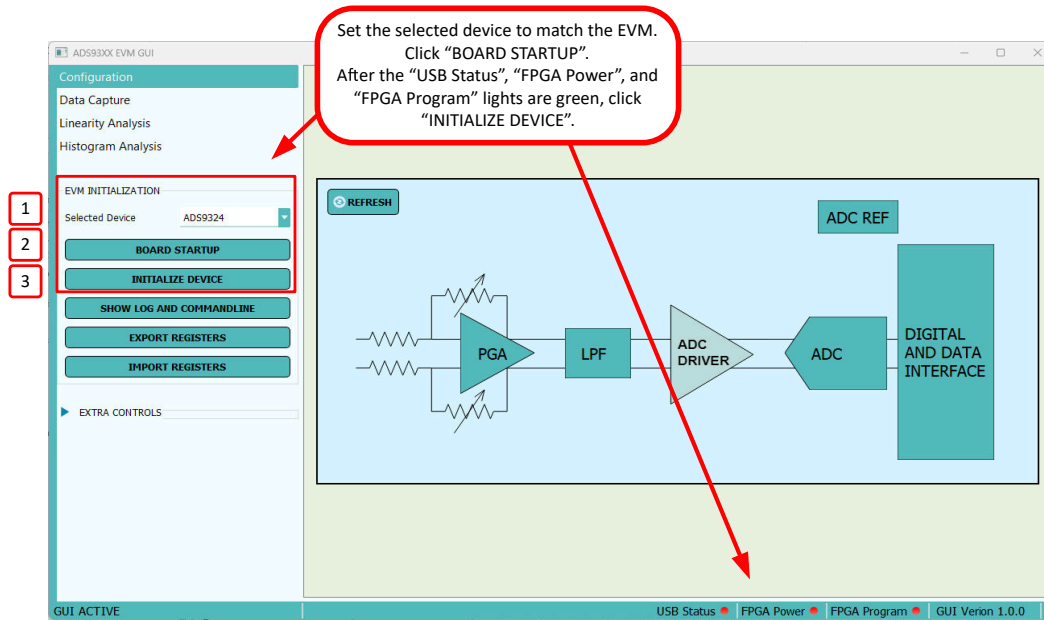 Set the selected device to match the EVM.
Click “BOARD STARTUP”.
After the “USB Status”, “FPGA Power”, and
“FPGA Program” lights are green, click
“INITIALIZE DEVICE”.
ADS93XX EVM GUI
Configuration
Data Capture
Linearity Analysis
Histogram Analysis
EVM INITIALIZATION
1
Selected Device ADS9324
2
BOARD STARTUP
3
INITIALIZE DEVICE
SHOW LOG AND COMMANDLINE
EXPORT REGISTERS
IMPORT REGISTERS
EXTRA CONTROLS
REFRESH
ADC REF
PGA
LPF
ADC
DRIVER
ADC
DIGITAL
AND DATA
INTERFACE
GUI ACTIVE
USB Status FPGA Power FPGA Program GUI Verion 1.0.0